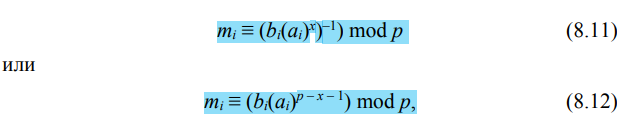 mᵢ ≡ (bᵢ(aᵢ)ˣ)⁻¹) mod p (8.11)
или
mᵢ ≡ (bᵢ(aᵢ)ᵖ ⁻ ˣ ⁻ ¹) mod p, (8.12)